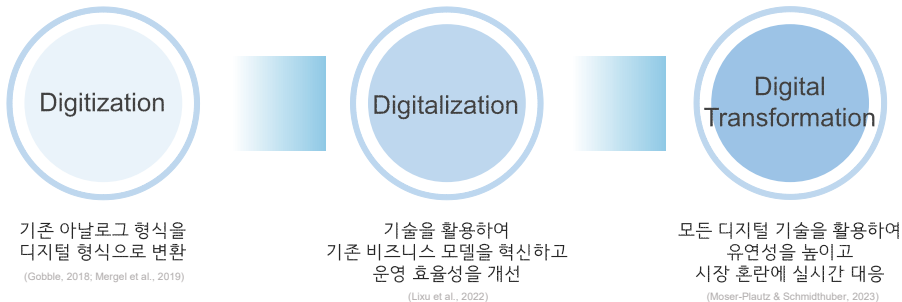 Digitization
Digitalization
Digital
Transformation
기존 아날로그 형식을
디지털 형식으로 변환
(Gobble, 2018; Mergel et al., 2019)
기술을 활용하여
기존 비즈니스 모델을 혁신하고
운영 효율성을 개선
(Lixu et al., 2022)
모든 디지털 기술을 활용하여
유연성을 높이고
시장 혼란에 실시간 대응
(Moser-Plautz & Schmidthuber, 2023)